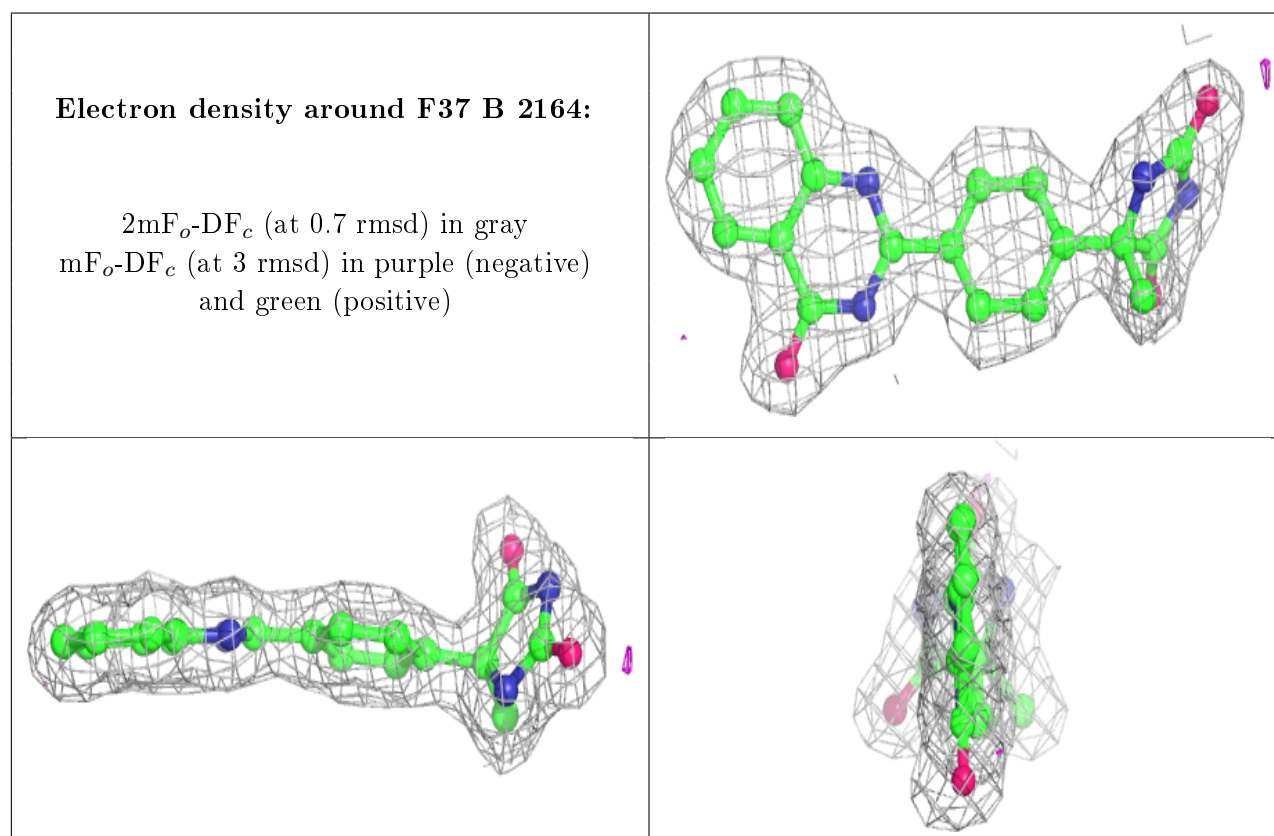 Electron density around F37 B 2164:
2mFo-DFc (at 0.7 rmsd) in gray
mFo-DFc (at 3 rmsd) in purple (negative)
and green (positive)